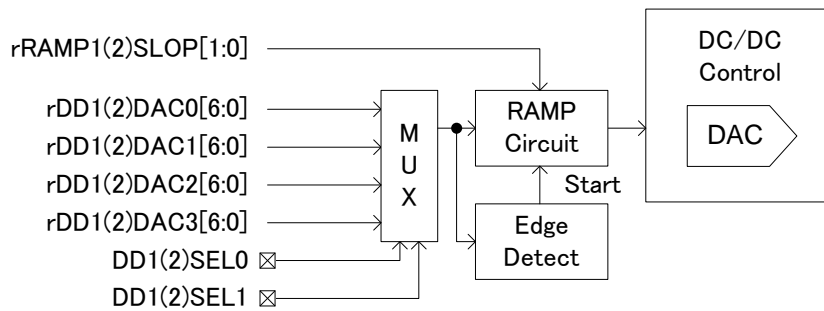 rRAMP1(2)SLOP[1:0]
rDD1(2)DAC0[6:0]
rDD1(2)DAC1[6:0]
rDD1(2)DAC2[6:0]
rDD1(2)DAC3[6:0]
DD1(2)SEL0
DD1(2)SEL1
M
U
X
RAMP
Circuit
Start
Edge
Detect
DC/DC
Control
DAC